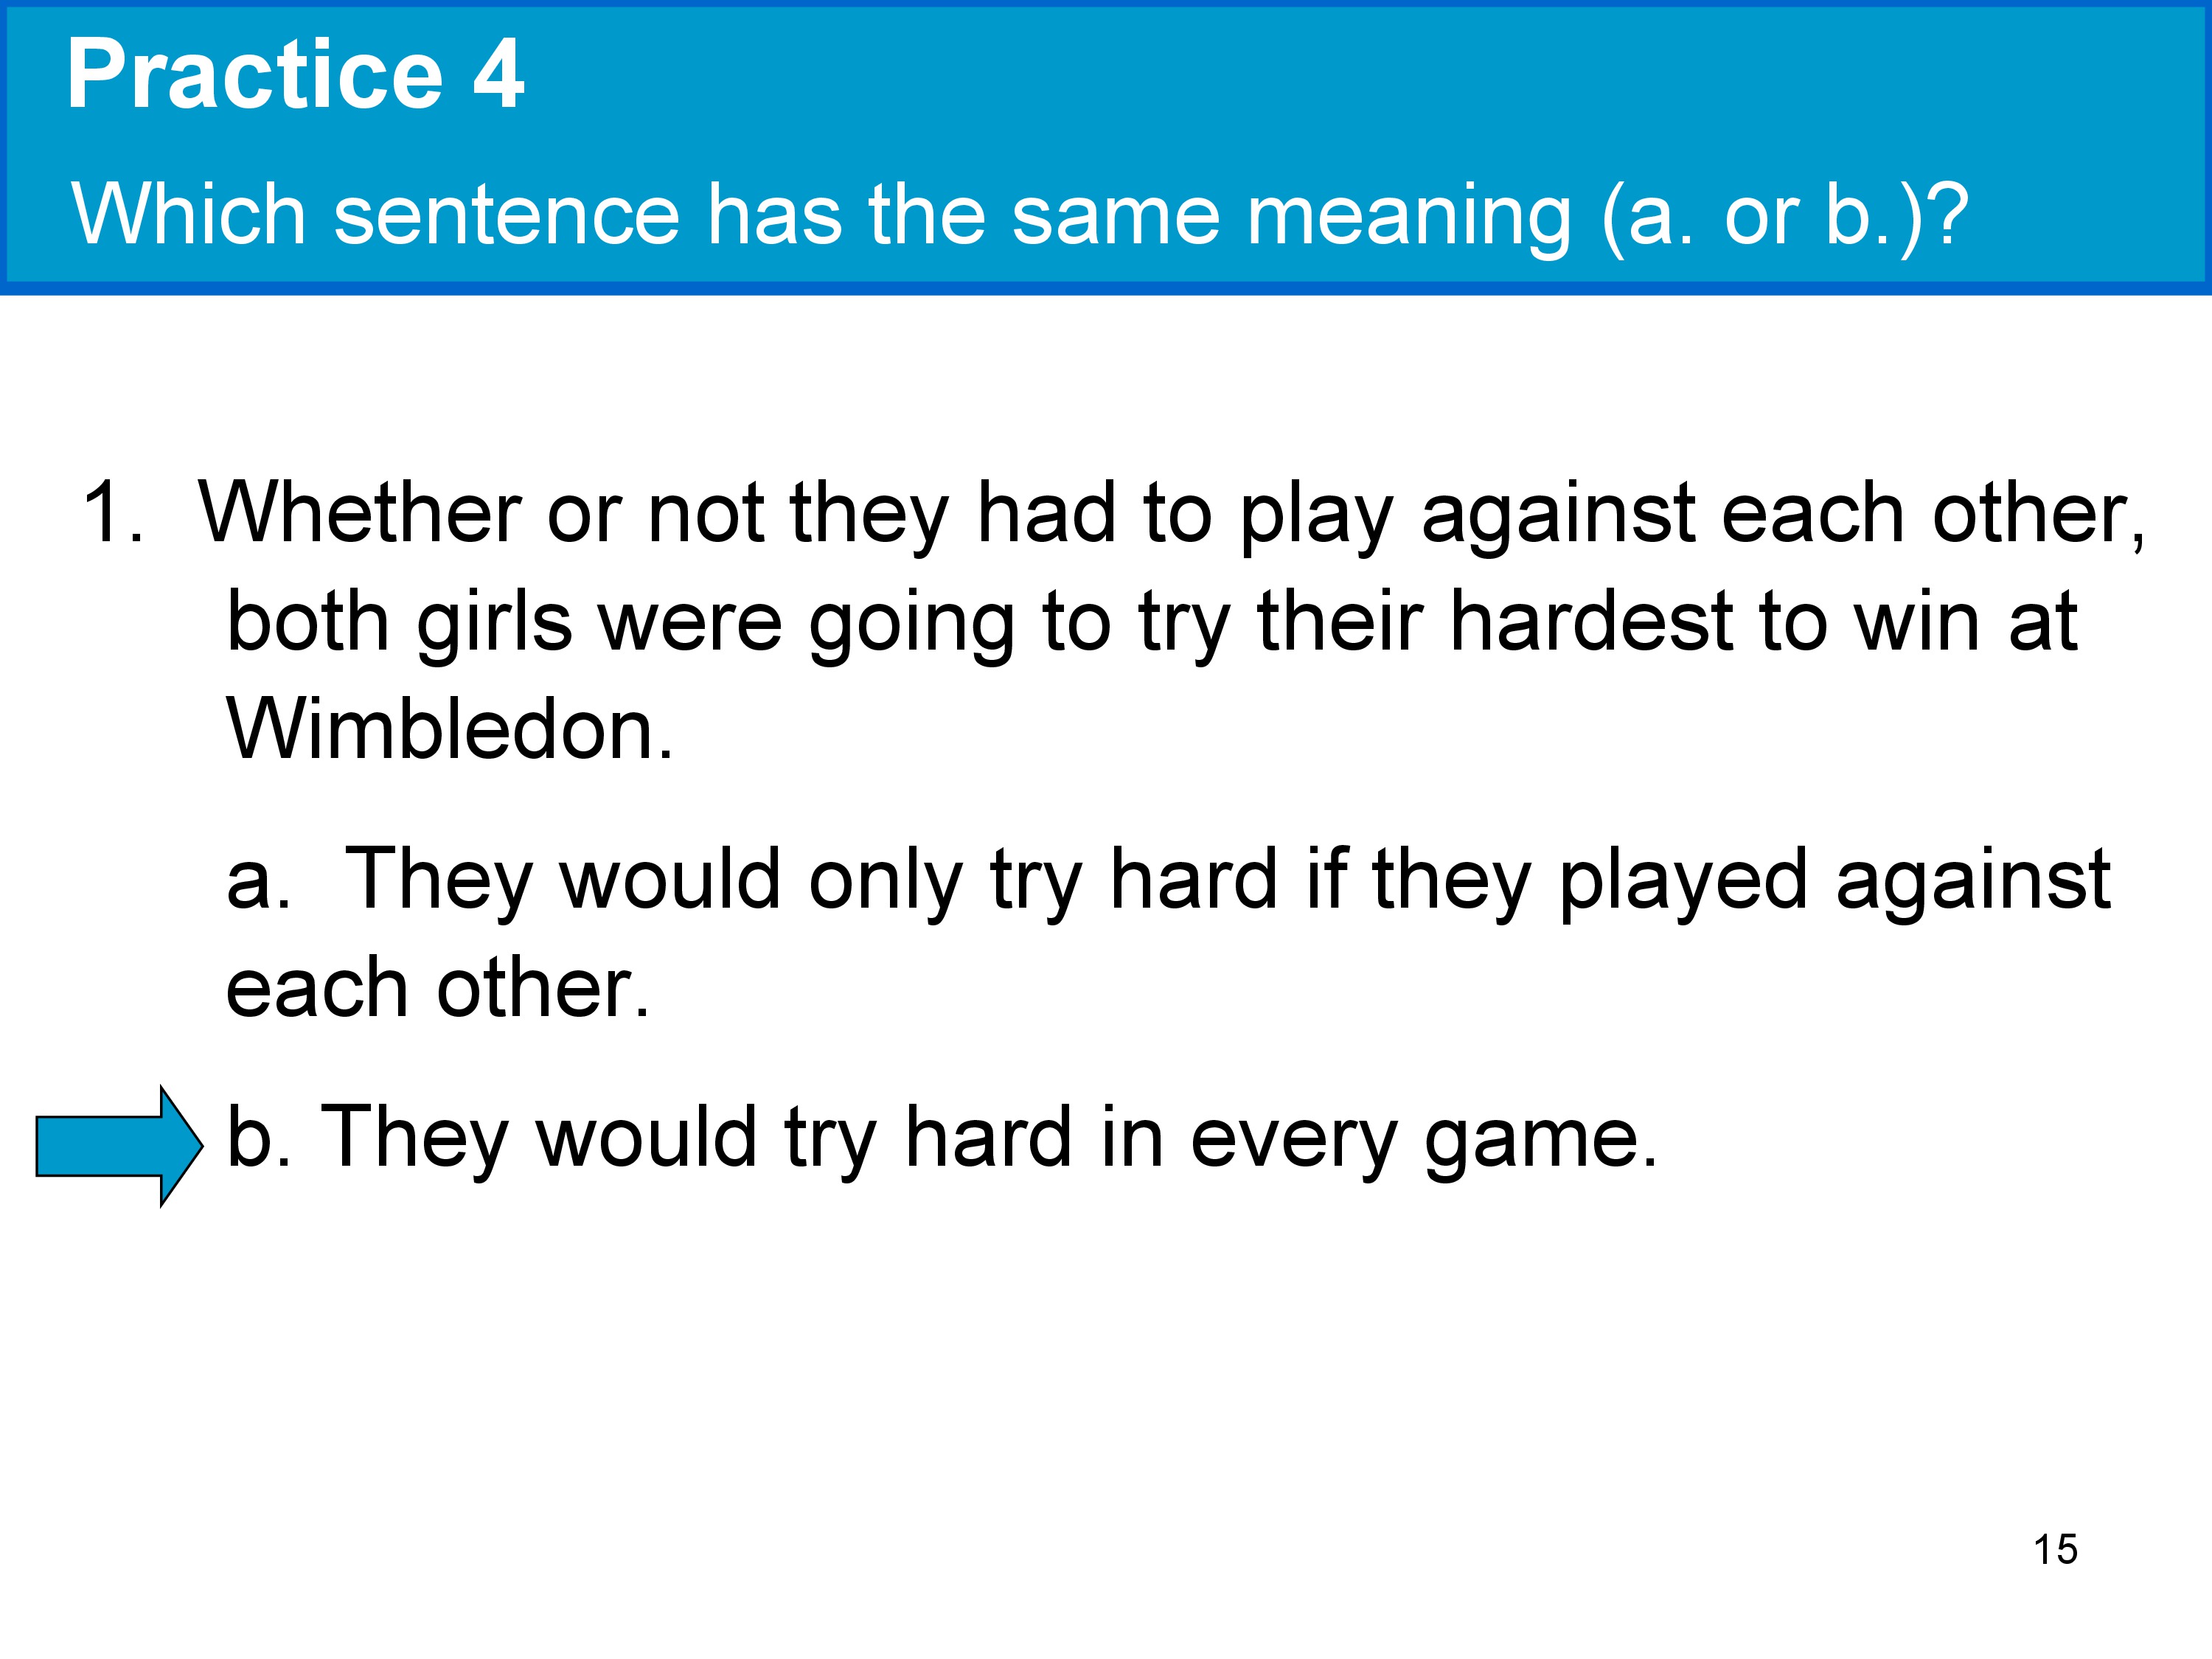 Practice 4
Which sentence has the same meaning (a. or b.)?
1. Whether or not they had to play against each other,
both girls were going to try their hardest to win at
Wimbledon.
a. They would only try hard if they played against
each other.
b. They would try hard in every game.
15